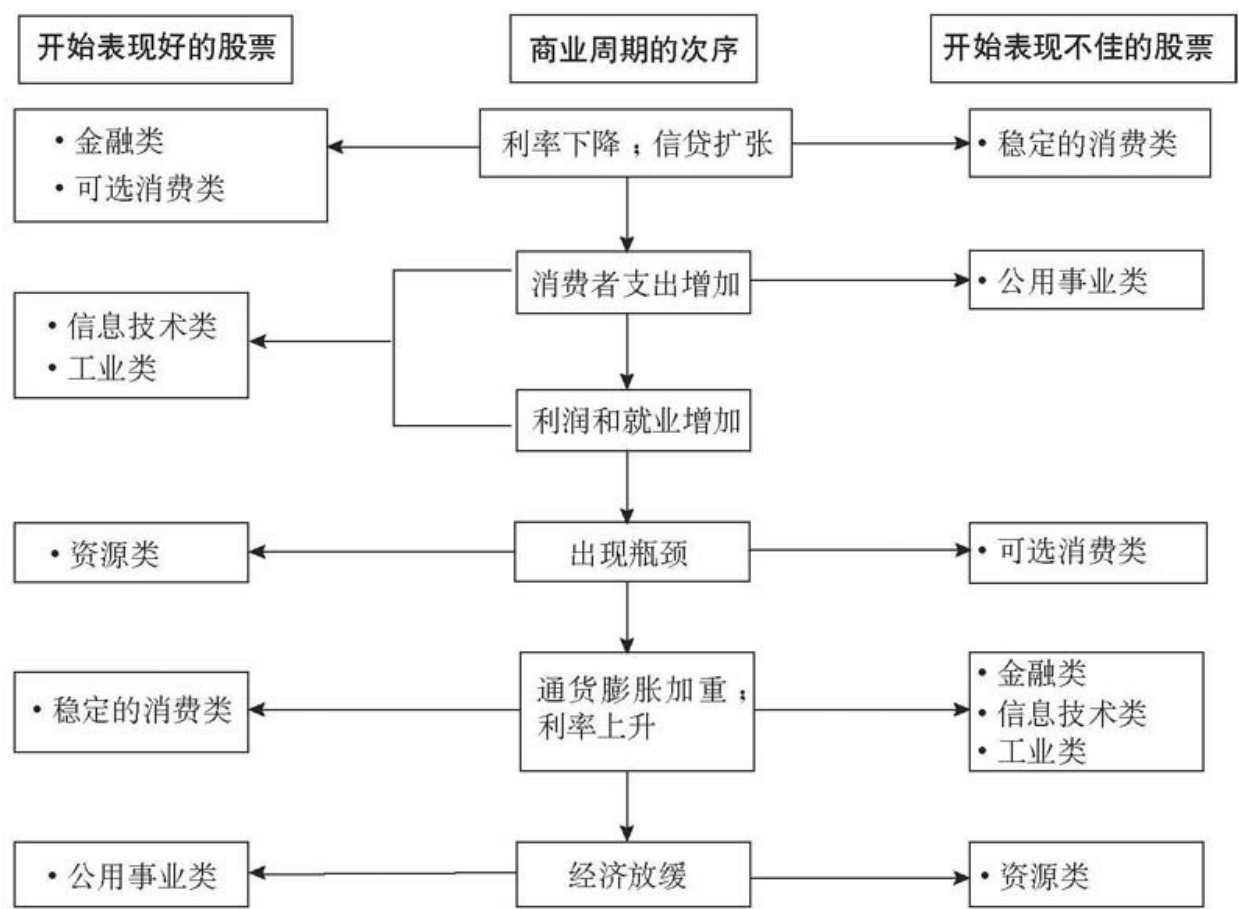 开始表现好的股票
商业周期的次序
开始表现不佳的股票
• 金融类
• 可选消费类
利率下降；信贷扩张
• 稳定的消费类
消费者支出增加
• 公用事业类
• 信息技术类
• 工业类
利润和就业增加
• 资源类
出现瓶颈
• 可选消费类
• 稳定的消费类
通货膨胀加重；
利率上升
• 金融类
• 信息技术类
• 工业类
• 公用事业类
经济放缓
• 资源类